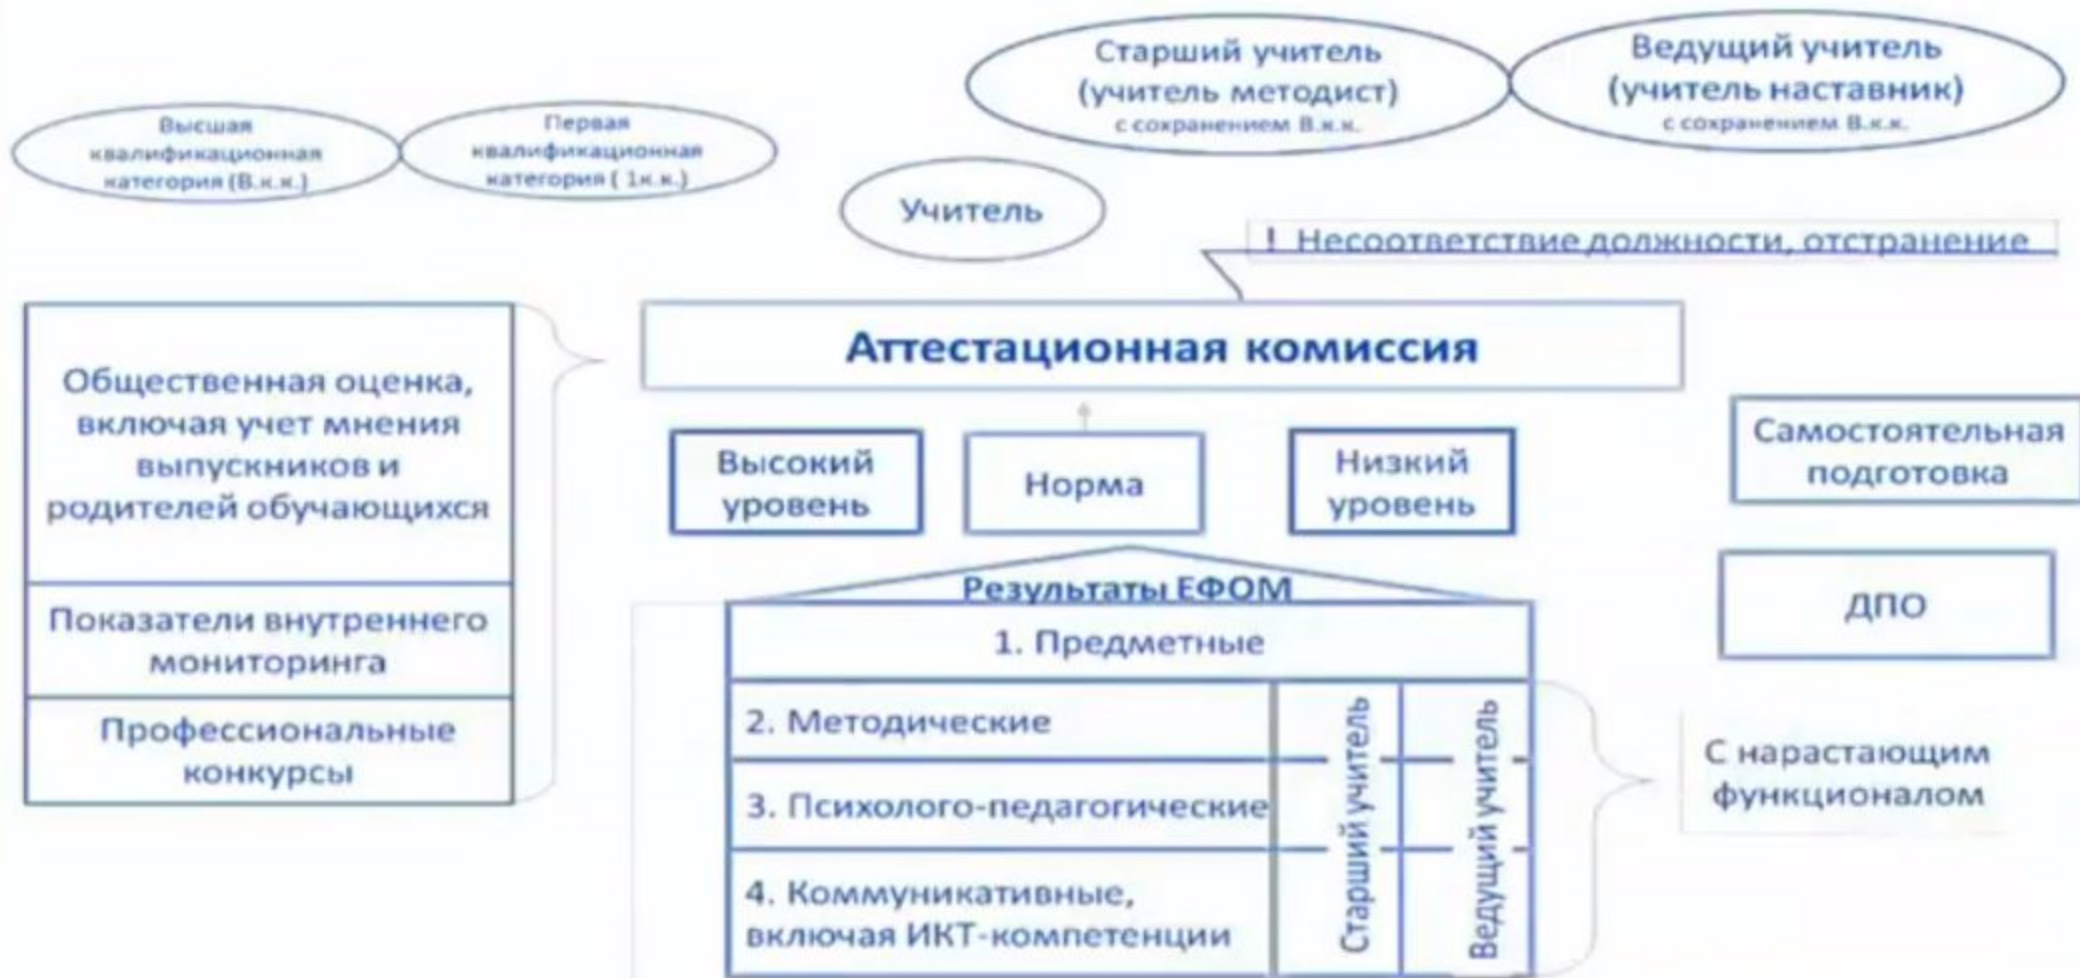 Старший учитель
(учитель методист)
с сохранением В.к.к.
Ведущий учитель
(учитель наставник)
с сохранением В.к.к.
Высшая
квалификационная
категория (В.к.к.)
Первая
квалификационная
категория ( 1к.к.)
Учитель
! Несоответствие должности, отстранение
Аттестационная комиссия
Общественная оценка,
включая учет мнения
выпускников и
родителей обучающихся
Показатели внутреннего
мониторинга
Профессиональные
конкурсы
Высокий
уровень
Норма
Низкий
уровень
Самостоятельная
подготовка
ДПО
Результаты ЕФОМ
1. Предметные
2. Методические
3. Психолого-педагогические
4. Коммуникативные,
включая ИКТ-компетенции
Старший учитель
Ведущий учитель
С нарастающим
функционалом